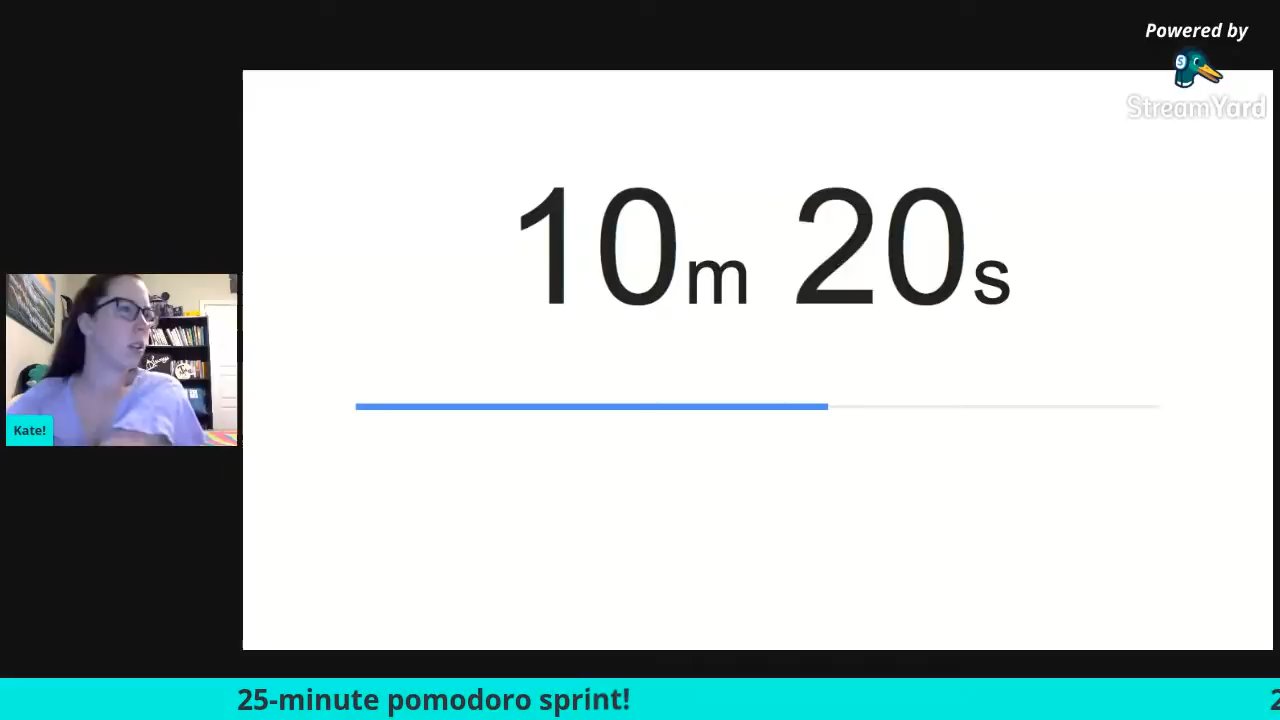 Powered by
StreamYard
10m 20s
Kate!
25-minute pomodoro sprint!